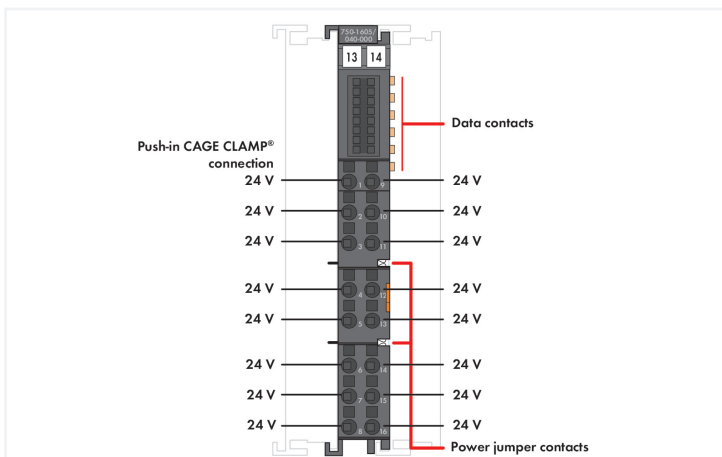 750-1605/
040-000
13 14
Data contacts
Push-in CAGE CLAMP®
connection
24 V 1 9 24 V
24 V 2 10 24 V
24 V 3 11 24 V
24 V 4 12 24 V
24 V 5 13 24 V
24 V 6 14 24 V
24 V 7 15 24 V
24 V 8 16 24 V
Power jumper contacts